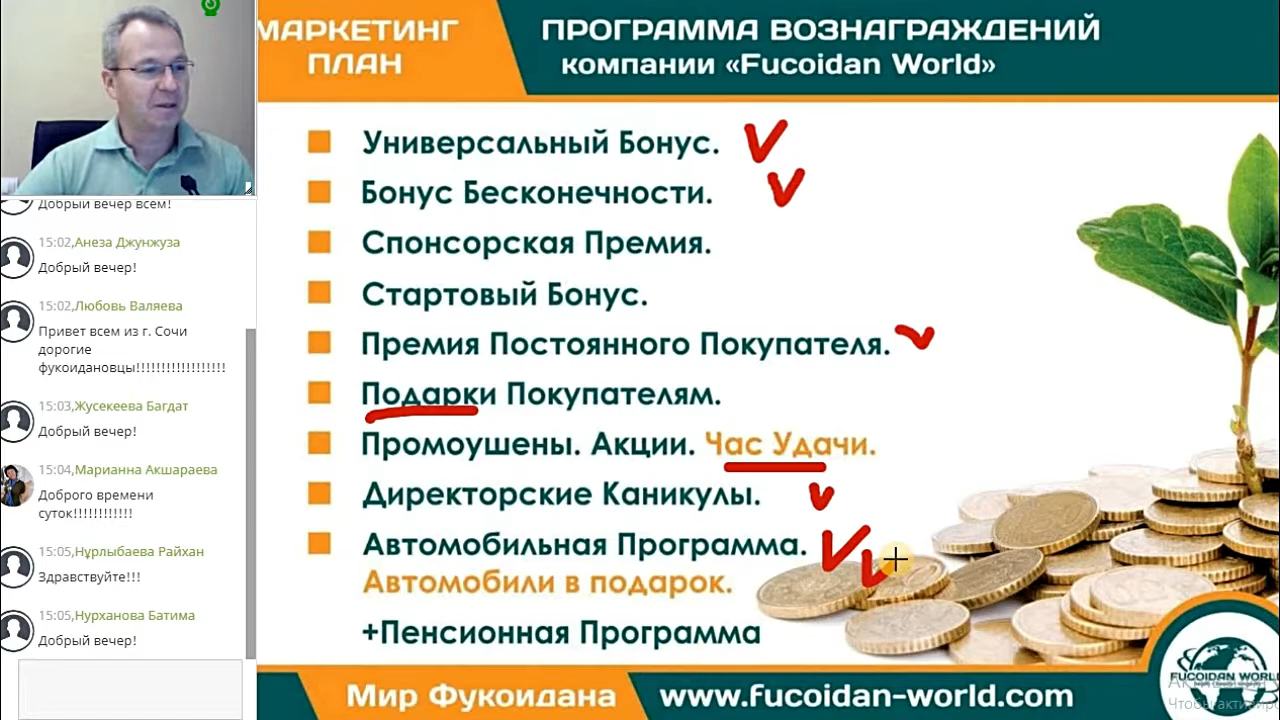 МАРКЕТИНГ
ПЛАН
ПРОГРАММА ВОЗНАГРАЖДЕНИЙ
компании «Fucoidan World»
Добрый вечер всем!
15:02,Анеза Джунжуза
Добрый вечер!
15:02,Любовь Валяева
Привет всем из г. Сочи
дорогие
фукоидановцы!!!!!!!!!!!!!!!!!!
15:03,Жусекеева Багдат
Добрый вечер!
15:04,Марианна Акшараева
Доброго времени
суток!!!!!!!!!!!!
15:05,Нұрлыбаева Райхан
Здравствуйте!!!
15:05,Нурханова Батима
Добрый вечер!
Универсальный Бонус.
Бонус Бесконечности.
Спонсорская Премия.
Стартовый Бонус.
Премия Постоянного Покупателя.
Подарки Покупателям.
Промоушены. Акции. Час Удачи.
Директорские Каникулы.
Автомобильная Программа.
Автомобили в подарок.
+Пенсионная Программа
Мир Фукоидана
www.fucoidan-world.com
FUCOIDAN WORLD